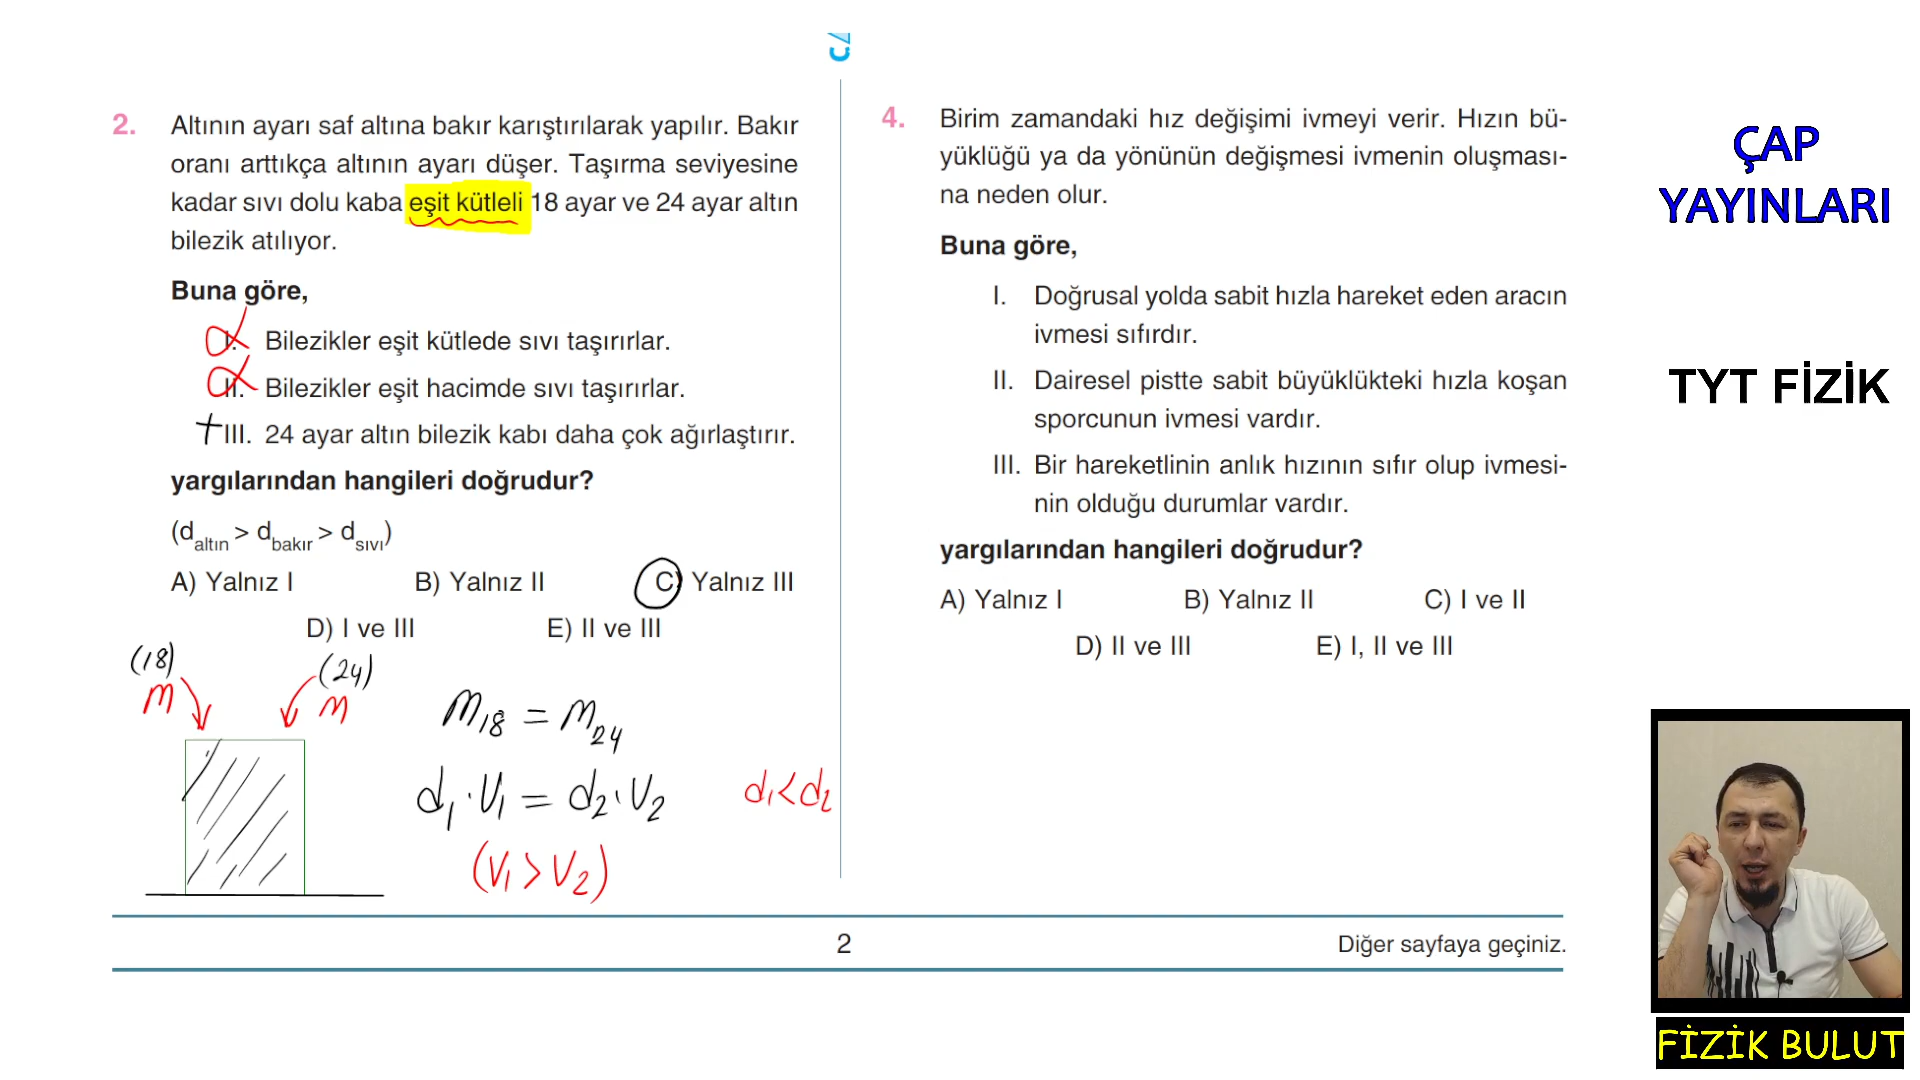 2. Altının ayarı saf altına bakır karıştırılarak yapılır. Bakır
oranı arttıkça altının ayarı düşer. Taşırma seviyesine
kadar sıvı dolu kaba eşit kütleli 18 ayar ve 24 ayar altın
bilezik atılıyor.
Buna göre,
I. Bilezikler eşit kütlede sıvı taşırırlar.
II. Bilezikler eşit hacimde sıvı taşırırlar.
III. 24 ayar altın bilezik kabı daha çok ağırlaştırır.
yargılarından hangileri doğrudur?
(d altın > d bakır > d sıvı)
A) Yalnız I B) Yalnız II C) Yalnız III
D) I ve III E) II ve III
(18) (24)
m m
m18 = m24
d1 . V1 = d2 . V2 d1 < d2
(V1 > V2)
4. Birim zamandaki hız değişimi ivmeyi verir. Hızın bü-
yüklüğü ya da yönünün değişmesi ivmenin oluşması-
na neden olur.
Buna göre,
I. Doğrusal yolda sabit hızla hareket eden aracın
ivmesi sıfırdır.
II. Dairesel pistte sabit büyüklükteki hızla koşan
sporcunun ivmesi vardır.
III. Bir hareketlinin anlık hızının sıfır olup ivmesi-
nin olduğu durumlar vardır.
yargılarından hangileri doğrudur?
A) Yalnız I B) Yalnız II C) I ve II
D) II ve III E) I, II ve III
2
Diğer sayfaya geçiniz.
ÇAP
YAYINLARI
TYT FİZİK
FİZİK BULUT